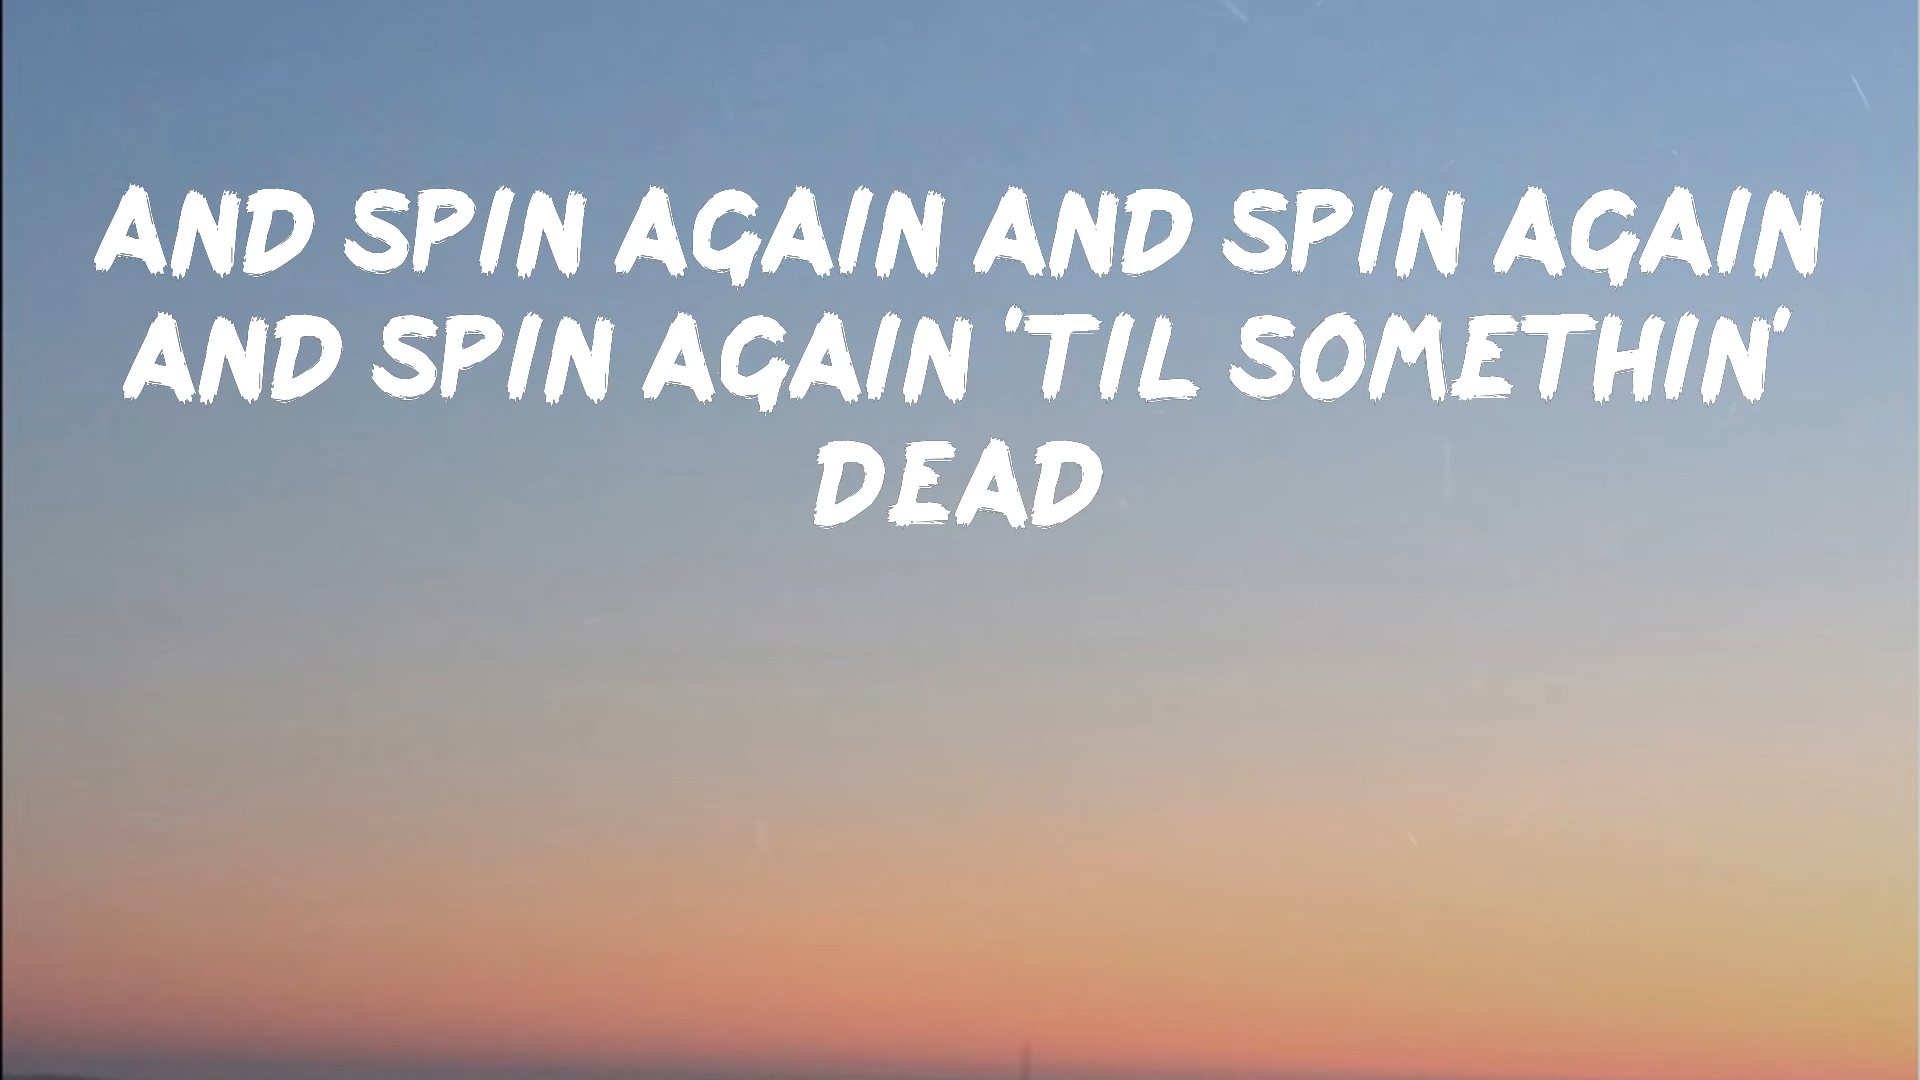 AND SPIN AGAIN AND SPIN AGAIN
AND SPIN AGAIN 'TIL SOMETHIN'
DEAD